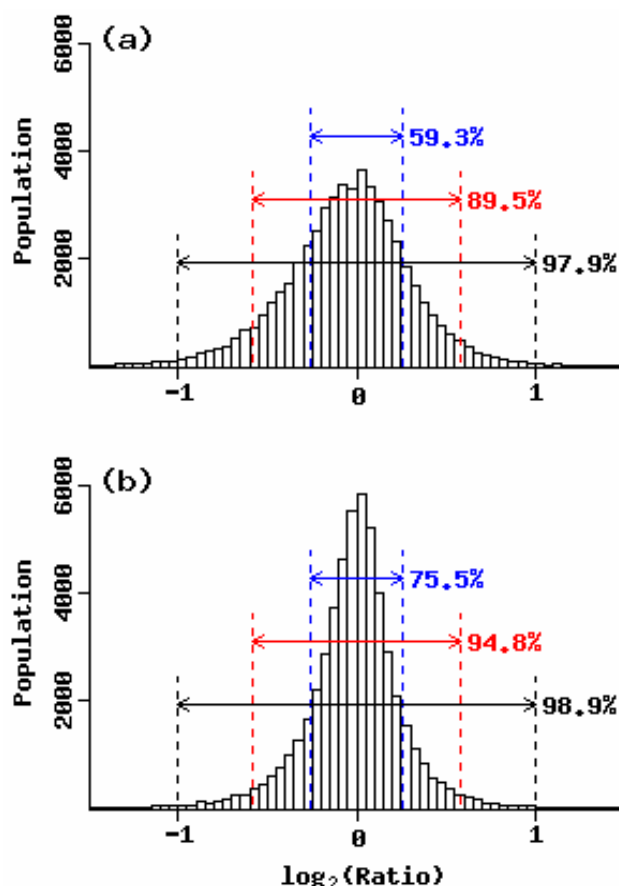 (a)
6000
4000
2000
Population
59.3%
89.5%
97.9%
-1 0 1
(b)
6000
4000
2000
Population
75.5%
94.8%
98.9%
-1 0 1
log₂(Ratio)